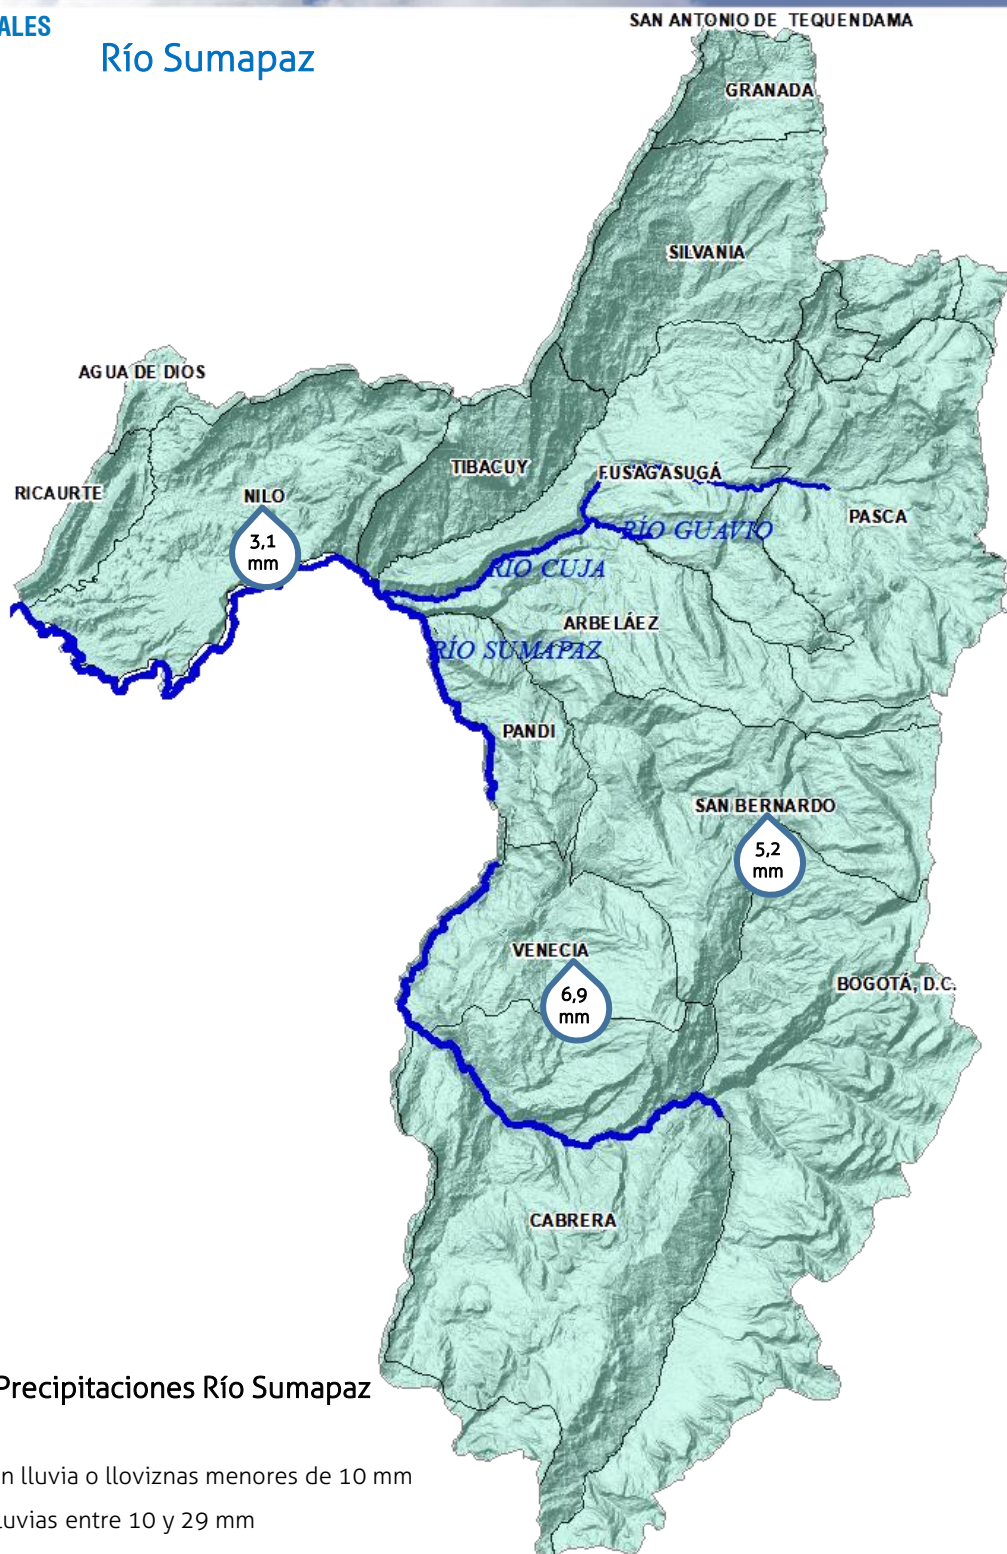 ALES
Río Sumapaz
SAN ANTONIO DE TEQUENDAMA
GRANADA
SILVANIA
AGUA DE DIOS
TIBACUY
FUSAGASUGÁ
RICAURTE
NILO
PASCA
RÍO GUAVIO
3,1
mm
RÍO CUJA
ARBELÁEZ
RÍO SUMAPAZ
PANDI
SAN BERNARDO
5,2
mm
VENECIA
BOGOTÁ, D.C.
6,9
mm
CABRERA
Precipitaciones Río Sumapaz
n lluvia o lloviznas menores de 10 mm
luvias entre 10 y 29 mm